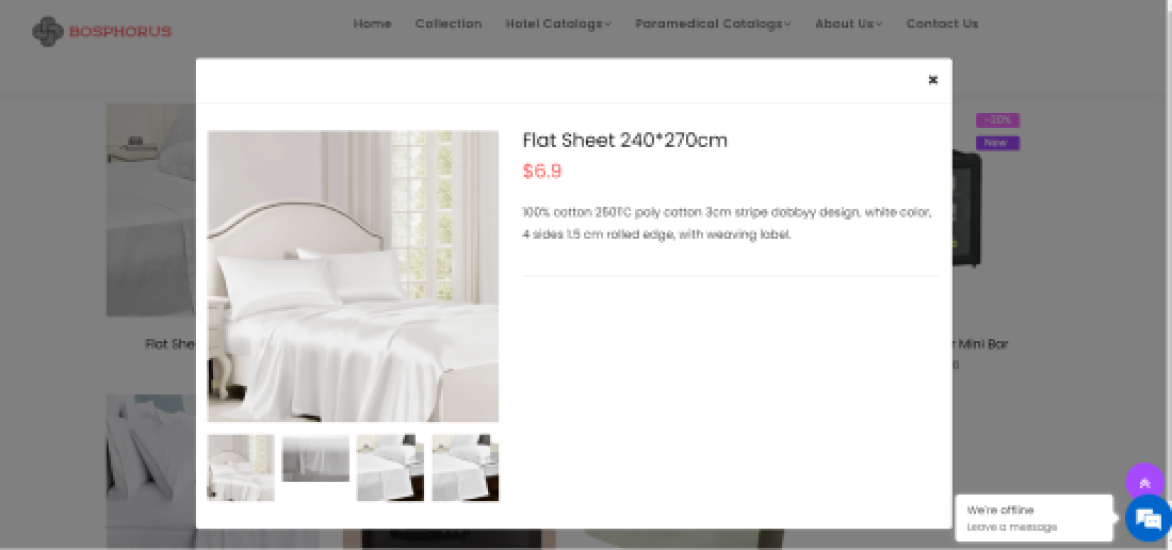 BOSPHORUS
Home Collection Hotel Catalogs Paramedical Catalogs About Us Contact Us
-20%
New
Flat Sheet 240*270cm
$6.9
100% cotton 250TC poly cotton 3cm stripe dobbyy design, white color,
4 sides 1.5 cm rolled edge, with weaving label.
Flat She
Mini Bar
We're offline
Leave a message